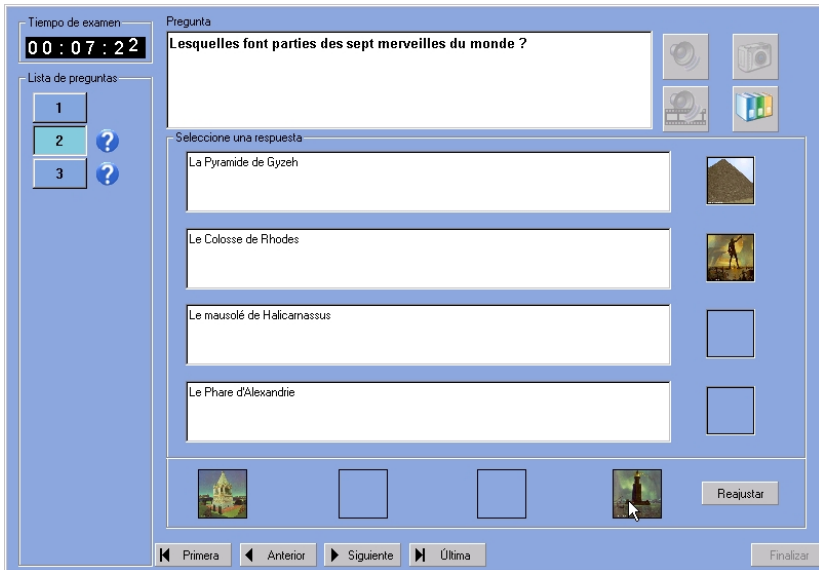 Tiempo de examen
00:07:22
Lista de preguntas
1
2
3
Pregunta
Lesquelles font parties des sept merveilles du monde ?
Seleccione una respuesta
La Pyramide de Gyzeh
Le Colosse de Rhodes
Le mausolé de Halicarnassus
Le Phare d'Alexandrie
Reajustar
Primera
Anterior
Siguiente
Última
Finalizar